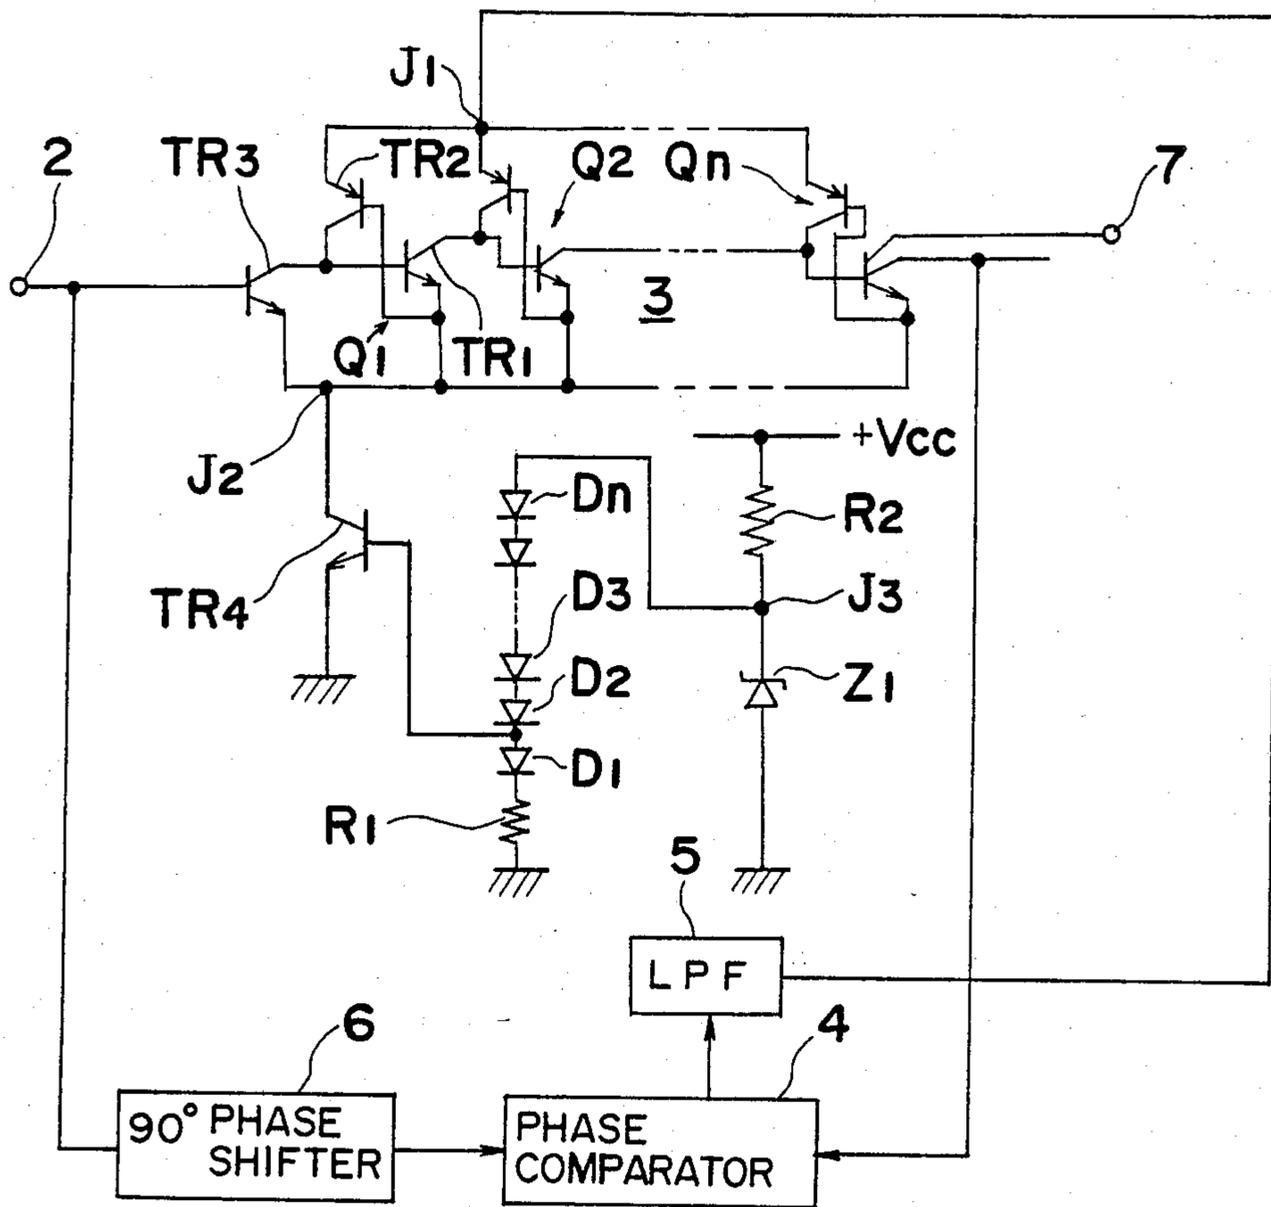 J1
2
TR3
TR2
Q2
Qn
7
3
Q1
TR1
J2
+Vcc
Dn
R2
TR4
D3
J3
D2
Z1
D1
R1
5
LPF
6
4
90° PHASE
SHIFTER
PHASE
COMPARATOR